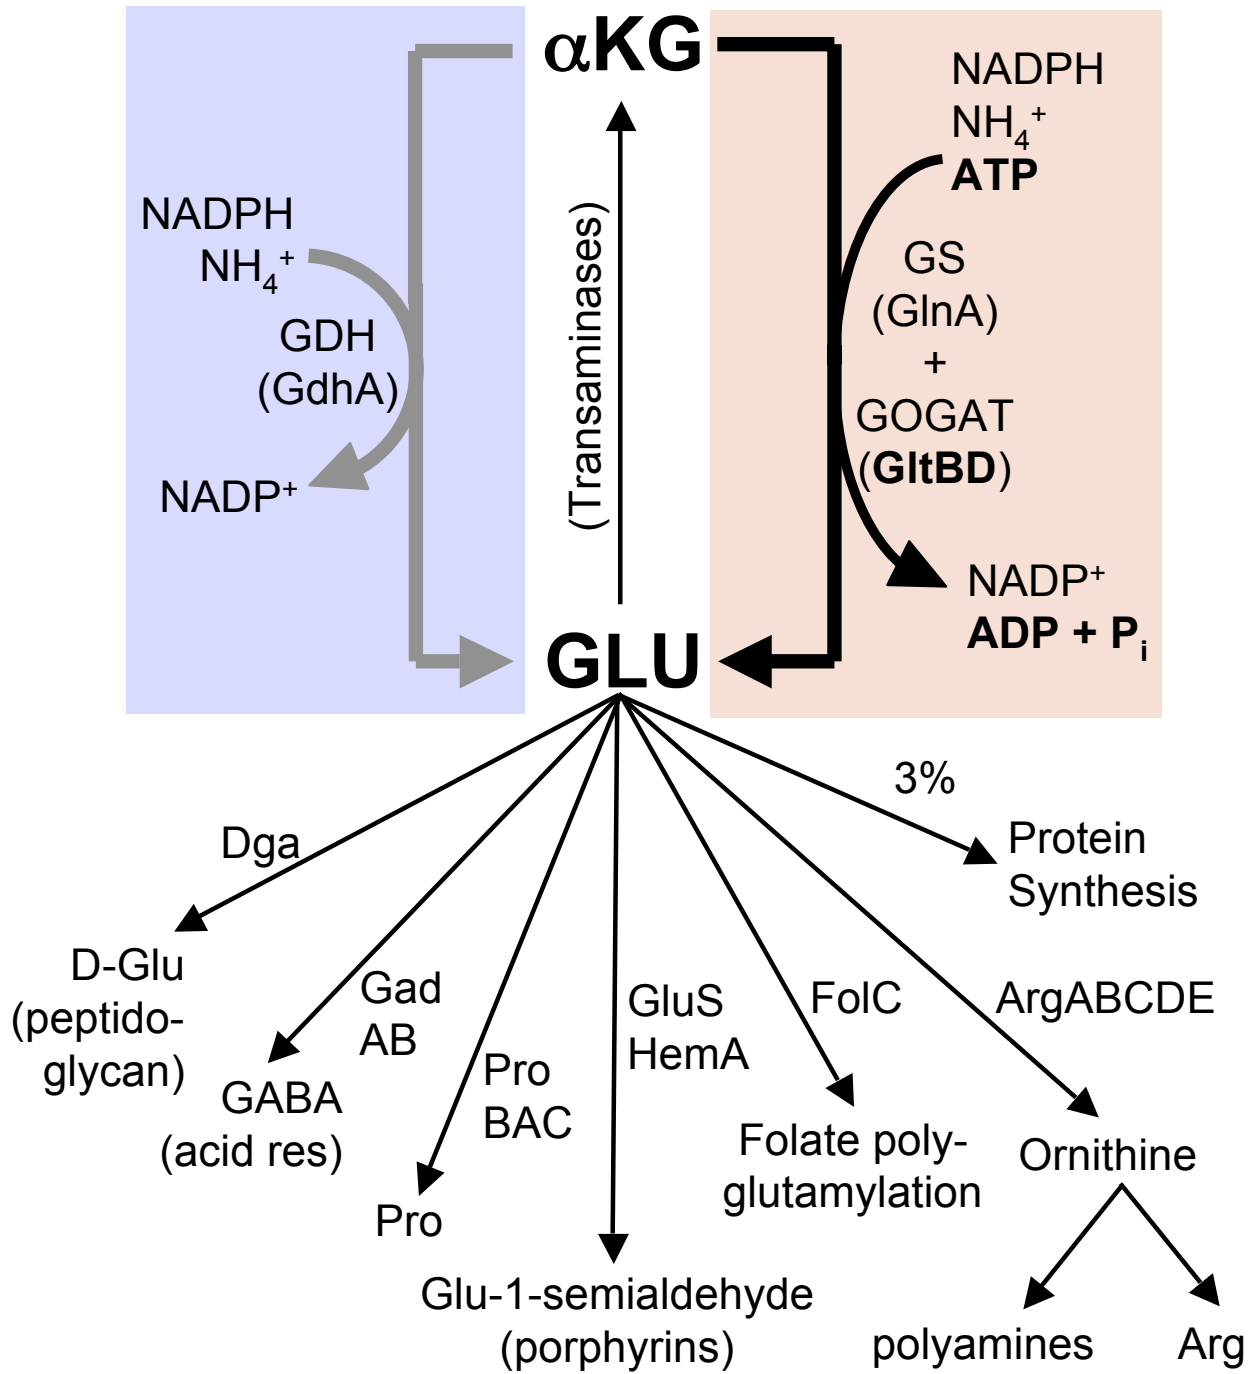 αKG
NADPH
NH₄⁺
GDH
(GdhA)
NADP⁺
(Transaminases)
NADPH
NH₄⁺
ATP
GS
(GlnA)
+
GOGAT
(GltBD)
NADP⁺
ADP + Pᵢ
GLU
3%
Protein
Synthesis
Dga
D-Glu
(peptido-
glycan)
Gad
AB
GABA
(acid res)
Pro
BAC
Pro
GluS
HemA
Glu-1-semialdehyde
(porphyrins)
FolC
Folate poly-
glutamylation
ArgABCDE
Ornithine
polyamines
Arg